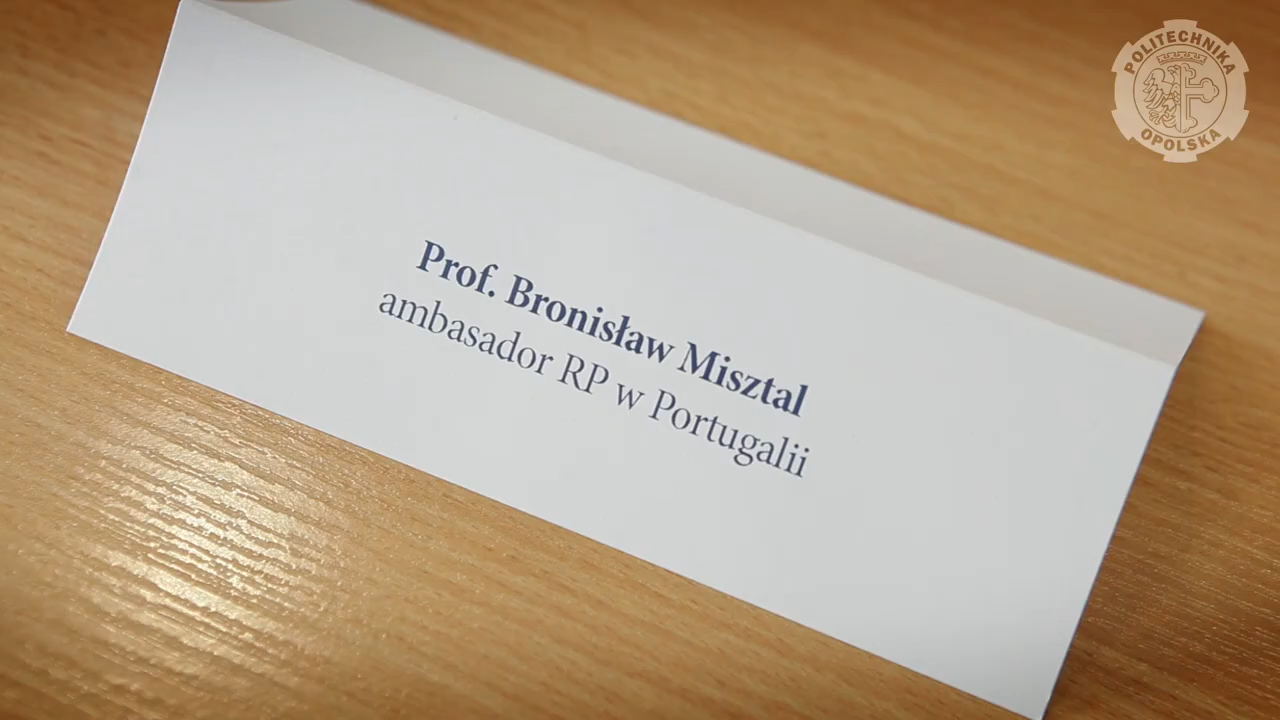 Prof. Bronisław Misztal
ambasador RP w Portugalii
POLITECHNIKA
OPOLSKA